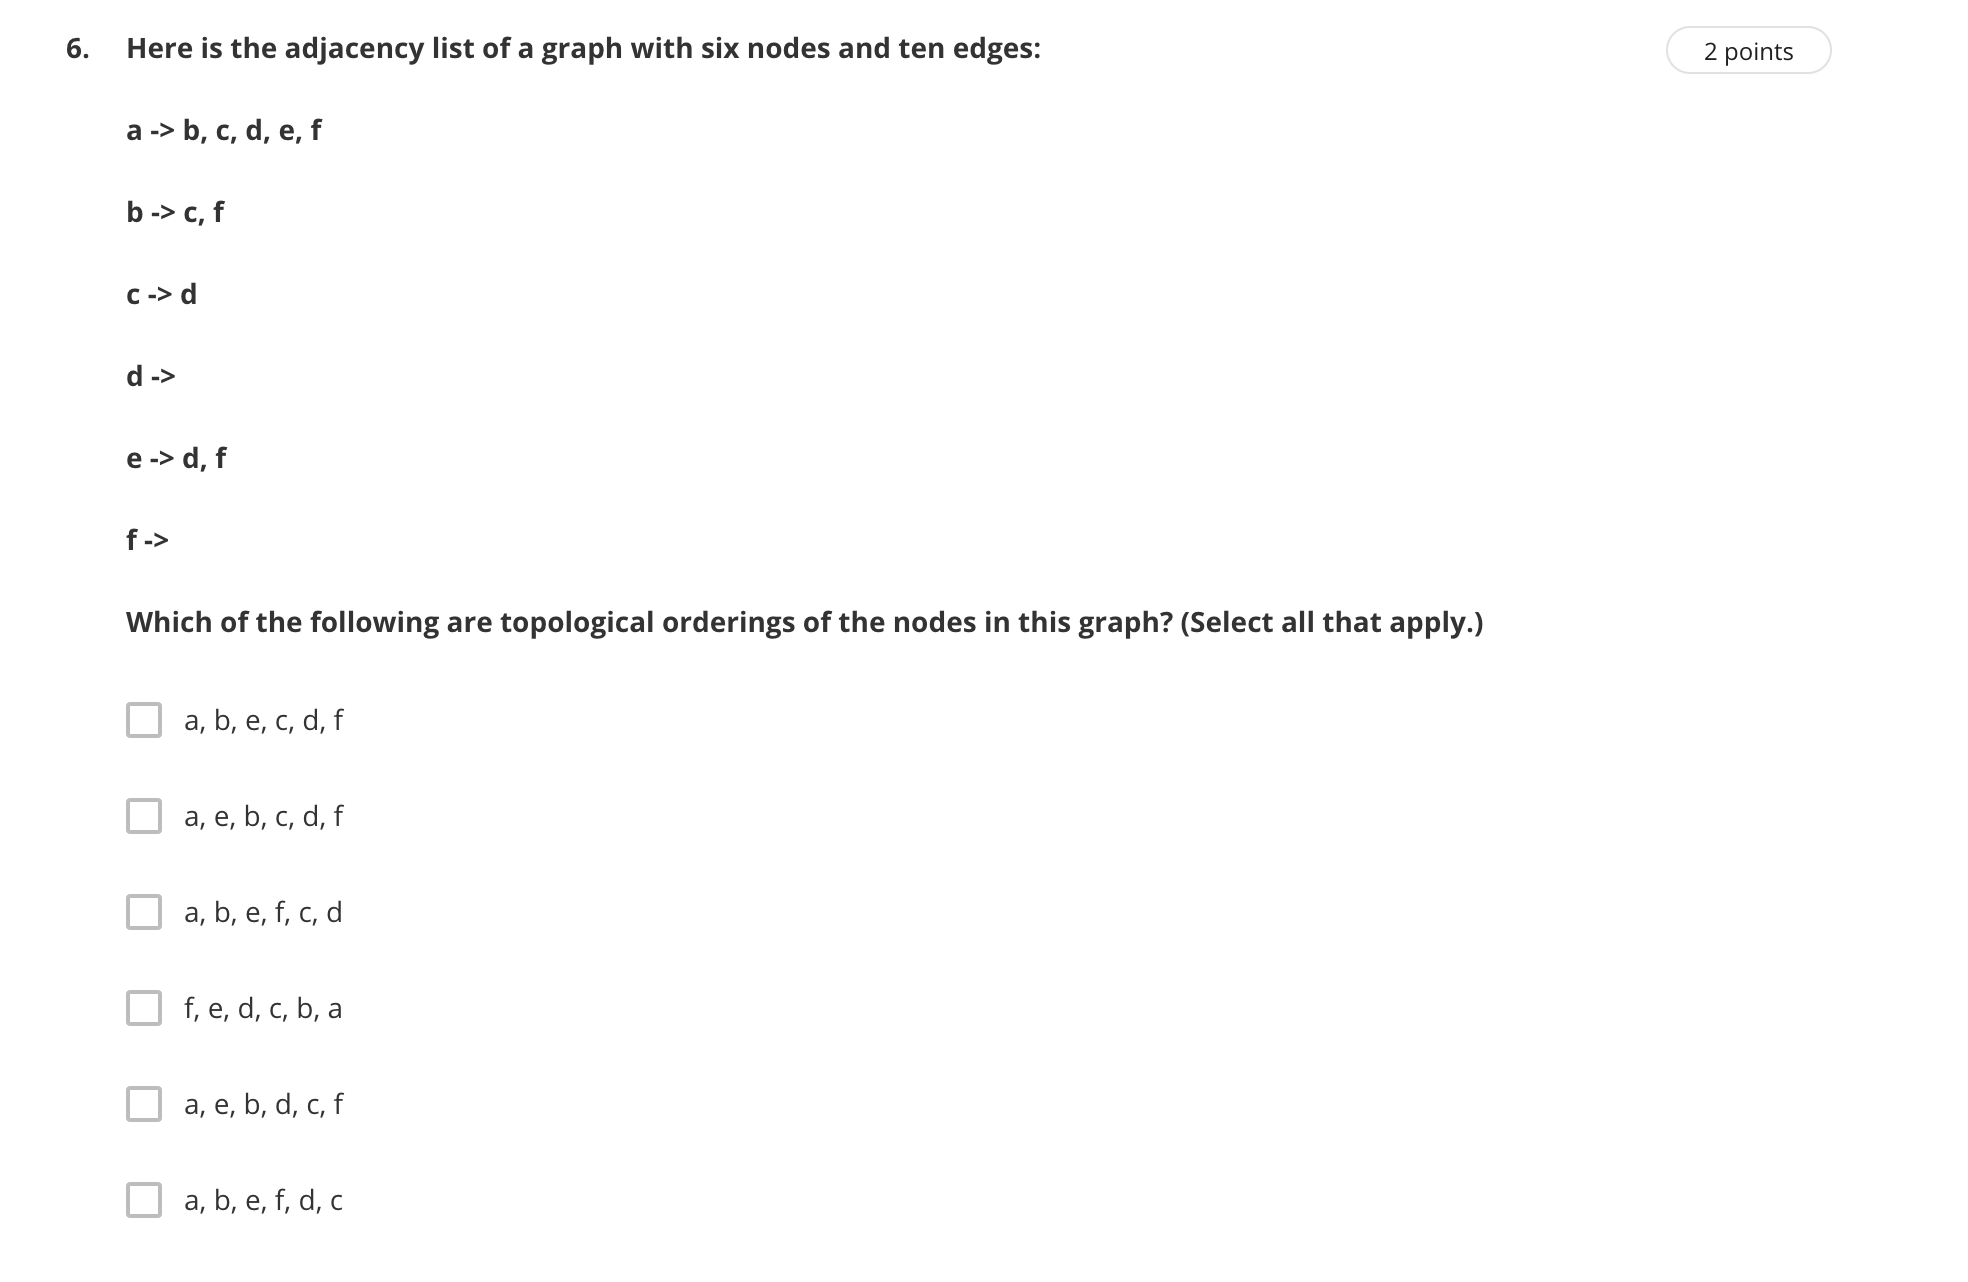 6. Here is the adjacency list of a graph with six nodes and ten edges:
2 points
a -> b, c, d, e, f
b -> c, f
c -> d
d ->
e -> d, f
f ->
Which of the following are topological orderings of the nodes in this graph? (Select all that apply.)
a, b, e, c, d, f
a, e, b, c, d, f
a, b, e, f, c, d
f, e, d, c, b, a
a, e, b, d, c, f
a, b, e, f, d, c